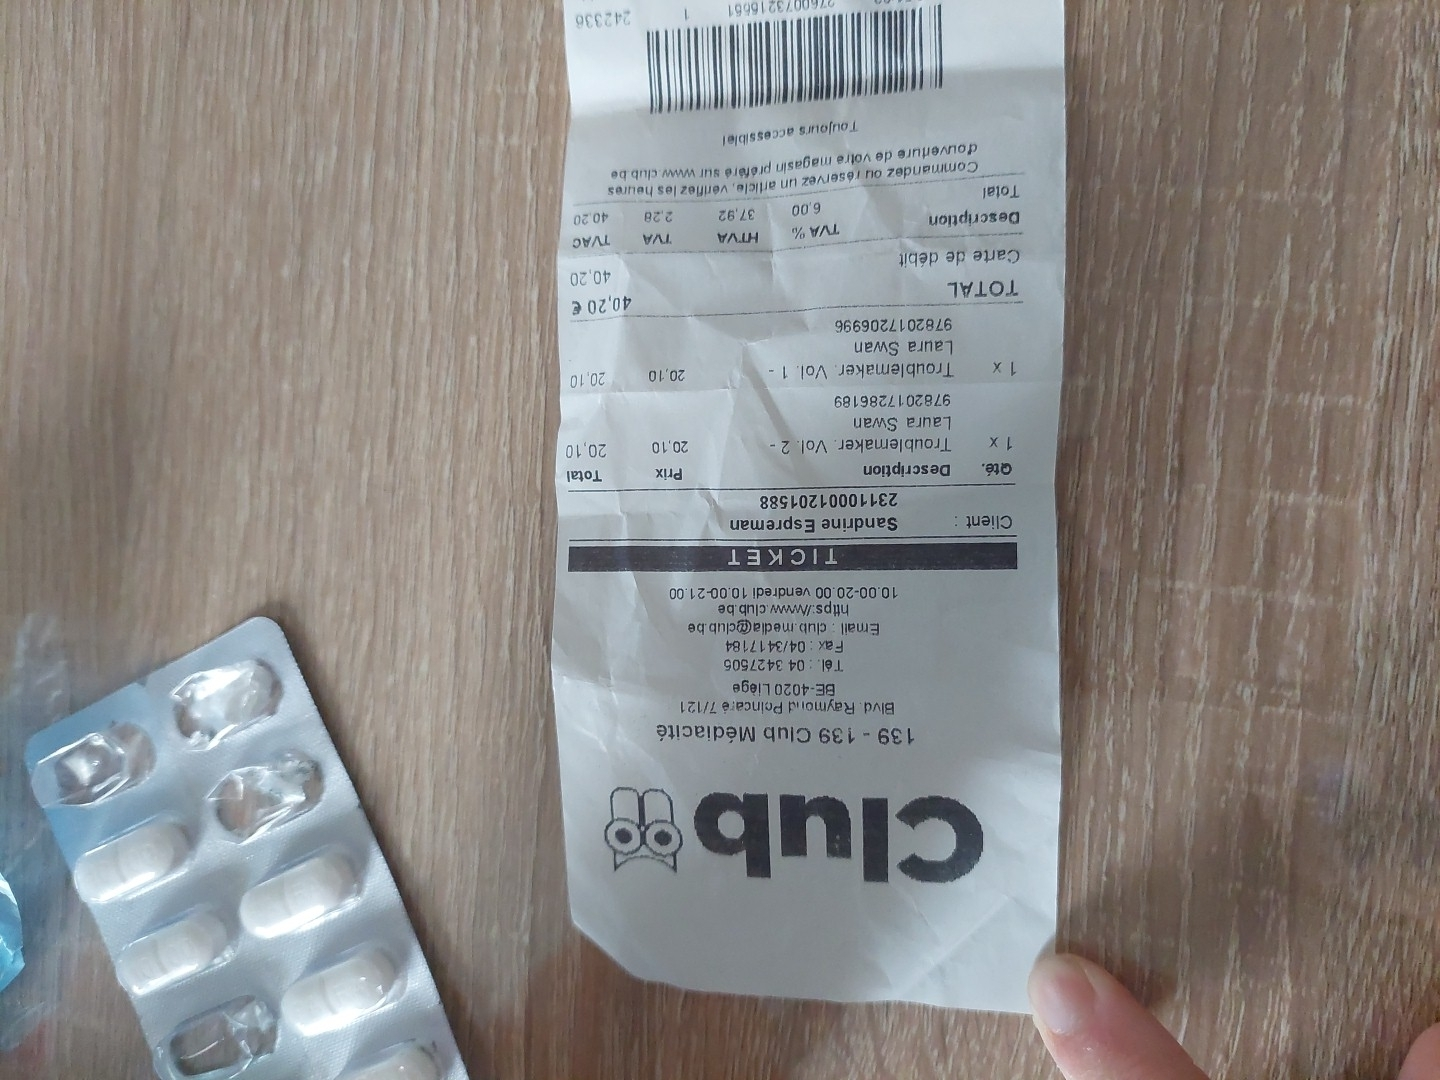 Club
139 - 139 Club Médiacité
Blvd. Raymond Poincaré 7/121
BE-4020 Liège
Tél. : 04 3427506
Fax : 04/3417184
Email : club.media@club.be
https://www.club.be
10.00-20.00 vendredi 10.00-21.00
TICKET
Client : Sandrine Espreman
23110001201588
Qté. Description Prix Total
1 x Troublemaker. Vol. 2 - 20,10 20,10
Laura Swan
9782017286189
1 x Troublemaker. Vol. 1 - 20,10 20,10
Laura Swan
9782017206996
TOTAL 40,20 €
Carte de débit 40,20
Description TVA % HTVA TVA TVAC
Total 6,00 37,92 2,28 40,20
Commandez ou réservez un article, vérifiez les heures
d'ouverture de votre magasin préféré sur www.club.be
Toujours accessible!
1 242336